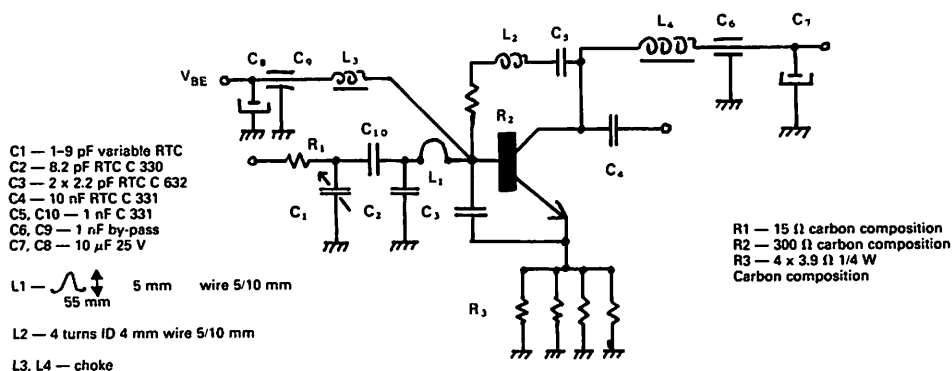 L2
C5
L4
C6
C7
C8
C9
L3
VBE
R2
C4
R1
C10
L1
C1
C2
C3
R3
C1 — 1–9 pF variable RTC
C2 — 8.2 pF RTC C 330
C3 — 2 x 2.2 pF RTC C 632
C4 — 10 nF RTC C 331
C5, C10 — 1 nF C 331
C6, C9 — 1 nF by-pass
C7, C8 — 10 μF 25 V
L1 — 5 mm wire 5/10 mm
55 mm
L2 — 4 turns ID 4 mm wire 5/10 mm
L3, L4 — choke
R1 — 15 Ω carbon composition
R2 — 300 Ω carbon composition
R3 — 4 x 3.9 Ω 1/4 W
Carbon composition